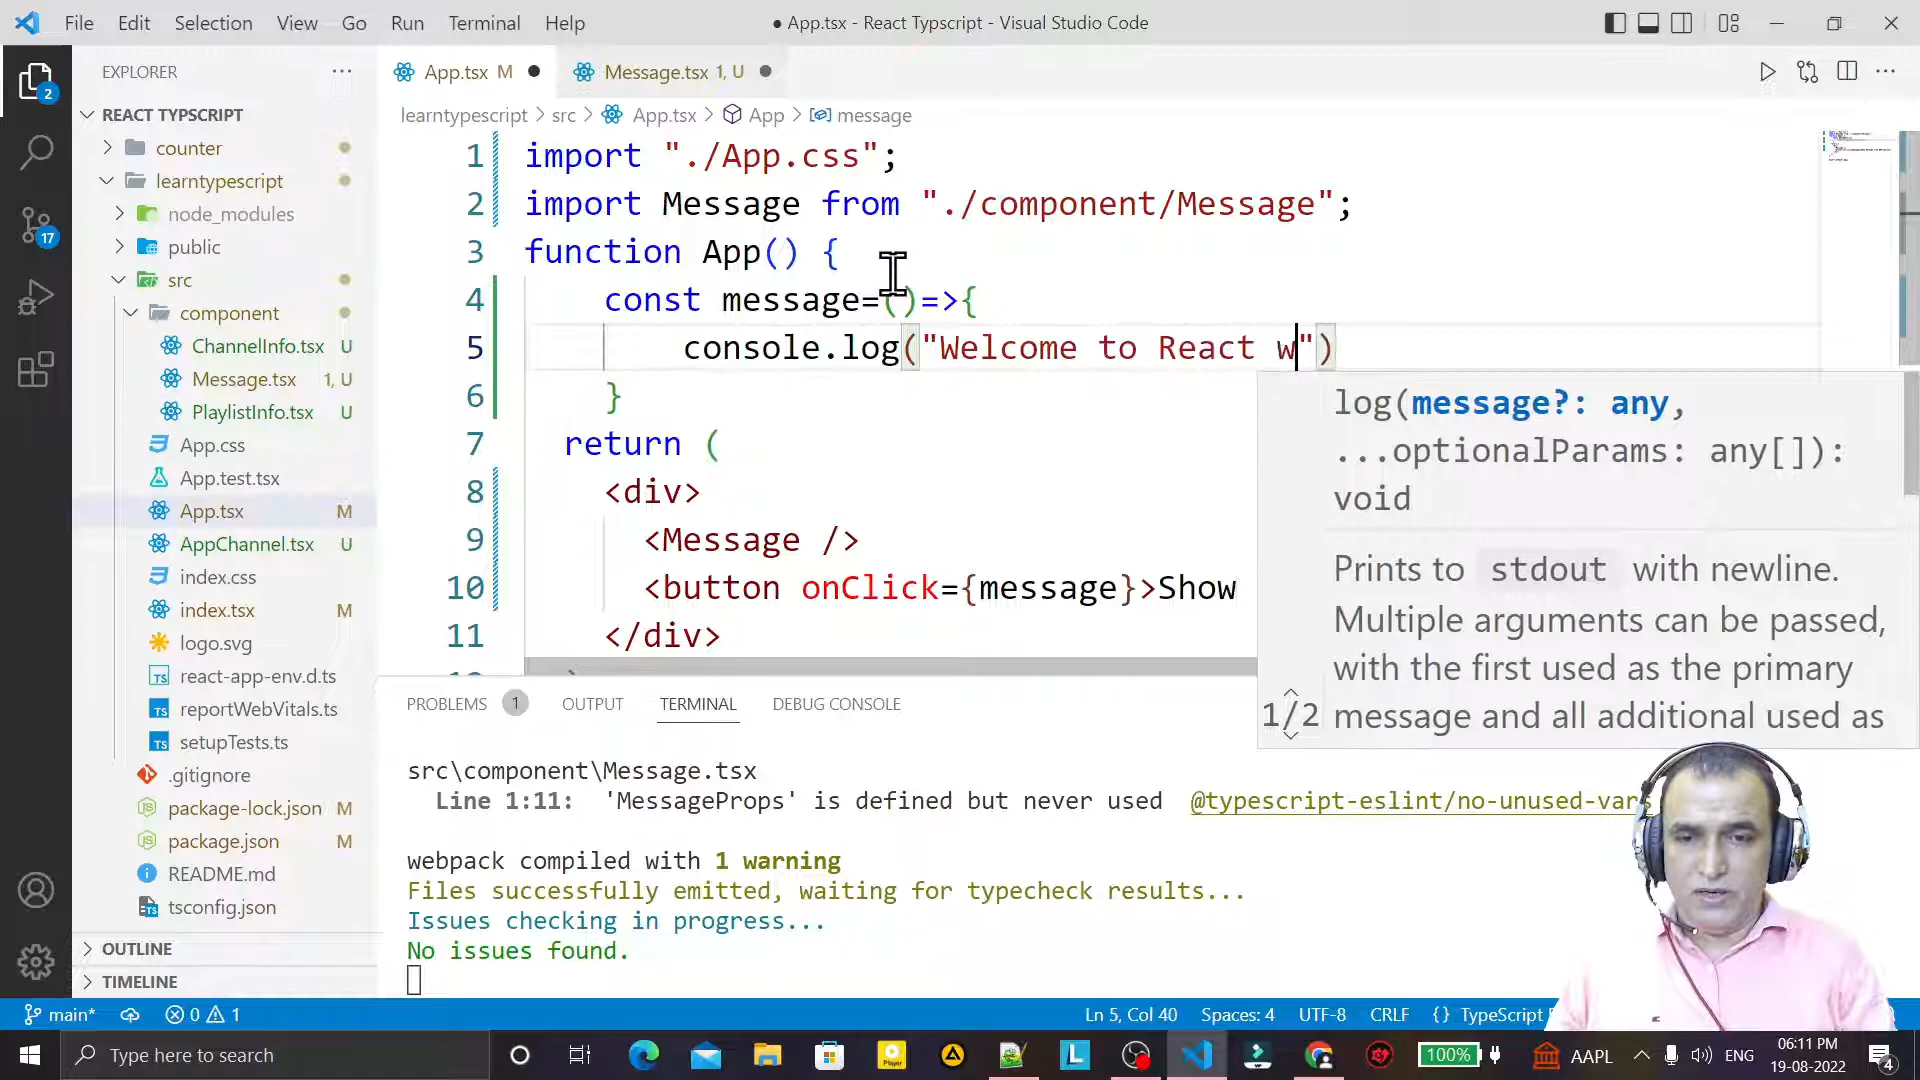 File Edit Selection View Go Run Terminal Help ● App.tsx - React Typscript - Visual Studio Code
EXPLORER ···
App.tsx M ● Message.tsx 1, U ●
REACT TYPSCRIPT
learntypescript > src > App.tsx > App > message
counter
learntypescript
node_modules
public
src
component
ChannelInfo.tsx U
Message.tsx 1, U
PlaylistInfo.tsx U
App.css
App.test.tsx
App.tsx M
AppChannel.tsx U
index.css
index.tsx M
logo.svg
react-app-env.d.ts
reportWebVitals.ts
setupTests.ts
.gitignore
package-lock.json M
package.json M
README.md
tsconfig.json
OUTLINE
TIMELINE
2
17
1 import "./App.css";
2 import Message from "./component/Message";
3 function App() {
4 const message=()=>{
5 console.log("Welcome to React w")
6 }
7 return (
8 <div>
9 <Message />
10 <button onClick={message}>Show
11 </div>
log(message?: any,
...optionalParams: any[]):
void
Prints to stdout with newline.
Multiple arguments can be passed,
with the first used as the primary
1/2 message and all additional used as
PROBLEMS 1 OUTPUT TERMINAL DEBUG CONSOLE
src\component\Message.tsx
Line 1:11: 'MessageProps' is defined but never used @typescript-eslint/no-unused-vars
webpack compiled with 1 warning
Files successfully emitted, waiting for typecheck results...
Issues checking in progress...
No issues found.
main* 0 1 Ln 5, Col 40 Spaces: 4 UTF-8 CRLF {} TypeScript
Type here to search
Player
L
100%
AAPL
ENG
06:11 PM
19-08-2022
4